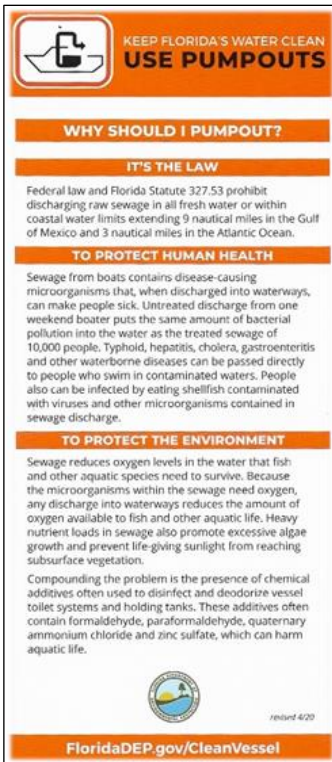 KEEP FLORIDA'S WATER CLEAN
USE PUMPOUTS
WHY SHOULD I PUMPOUT?
IT'S THE LAW
Federal law and Florida Statute 327.53 prohibit
discharging raw sewage in all fresh water or within
coastal water limits extending 9 nautical miles in the Gulf
of Mexico and 3 nautical miles in the Atlantic Ocean.
TO PROTECT HUMAN HEALTH
Sewage from boats contains disease-causing
microorganisms that, when discharged into waterways,
can make people sick. Untreated discharge from one
weekend boater puts the same amount of bacterial
pollution into the water as the treated sewage of
10,000 people. Typhoid, hepatitis, cholera, gastroenteritis
and other waterborne diseases can be passed directly
to people who swim in contaminated waters. People
also can be infected by eating shellfish contaminated
with viruses and other microorganisms contained in
sewage discharge.
TO PROTECT THE ENVIRONMENT
Sewage reduces oxygen levels in the water that fish
and other aquatic species need to survive. Because
the microorganisms within the sewage need oxygen,
any discharge into waterways reduces the amount of
oxygen available to fish and other aquatic life. Heavy
nutrient loads in sewage also promote excessive algae
growth and prevent life-giving sunlight from reaching
subsurface vegetation.
Compounding the problem is the presence of chemical
additives often used to disinfect and deodorize vessel
toilet systems and holding tanks. These additives often
contain formaldehyde, paraformaldehyde, quaternary
ammonium chloride and zinc sulfate, which can harm
aquatic life.
revised 4/20
FloridaDEP.gov/CleanVessel